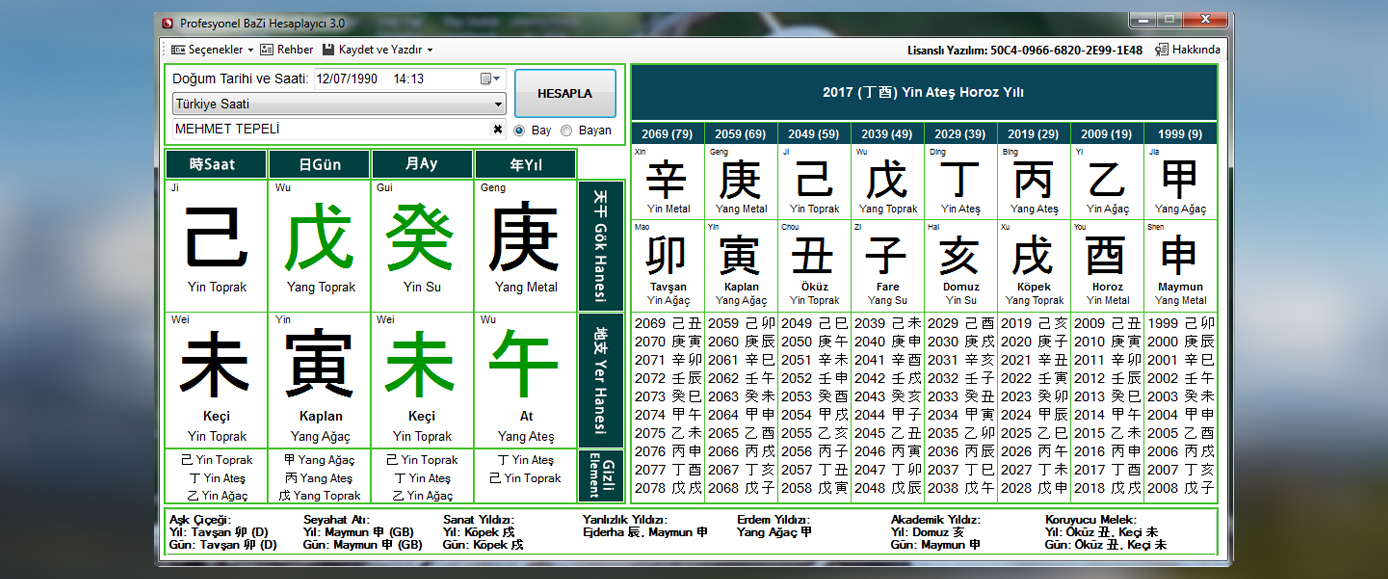 Profesyonel BaZi Hesaplayıcı 3.0
Seçenekler Rehber Kaydet ve Yazdır Lisanslı Yazılım: 50C4-0966-6820-2E99-1E48 Hakkında
Doğum Tarihi ve Saati: 12/07/1990 14:13
Türkiye Saati
MEHMET TEPELİ
HESAPLA
Bay Bayan
時Saat 日Gün 月Ay 年Yıl
Ji Wu Gui Geng
己 戊 癸 庚
Yin Toprak Yang Toprak Yin Su Yang Metal
天干 Gök Hanesi
Wei Yin Wei Wu
未 寅 未 午
Keçi Kaplan Keçi At
Yin Toprak Yang Ağaç Yin Toprak Yang Ateş
地支 Yer Hanesi
己 Yin Toprak 甲 Yang Ağaç 己 Yin Toprak 丁 Yin Ateş
丁 Yin Ateş 丙 Yang Ateş 丁 Yin Ateş 己 Yin Toprak
乙 Yin Ağaç 戊 Yang Toprak 乙 Yin Ağaç
Gizli
Element
2017 (丁酉) Yin Ateş Horoz Yılı
2069 (79) 2059 (69) 2049 (59) 2039 (49) 2029 (39) 2019 (29) 2009 (19) 1999 (9)
Xin Geng Ji Wu Ding Bing Yi Jia
辛 庚 己 戊 丁 丙 乙 甲
Yin Metal Yang Metal Yin Toprak Yang Toprak Yin Ateş Yang Ateş Yin Ağaç Yang Ağaç
Mao Yin Chou Zi Hai Xu You Shen
卯 寅 丑 子 亥 戌 酉 申
Tavşan Kaplan Öküz Fare Domuz Köpek Horoz Maymun
Yin Ağaç Yang Ağaç Yin Toprak Yang Su Yin Su Yang Toprak Yin Metal Yang Metal
2069 己丑 2059 己卯 2049 己巳 2039 己未 2029 己酉 2019 己亥 2009 己丑 1999 己卯
2070 庚寅 2060 庚辰 2050 庚午 2040 庚申 2030 庚戌 2020 庚子 2010 庚寅 2000 庚辰
2071 辛卯 2061 辛巳 2051 辛未 2041 辛酉 2031 辛亥 2021 辛丑 2011 辛卯 2001 辛巳
2072 壬辰 2062 壬午 2052 壬申 2042 壬戌 2032 壬子 2022 壬寅 2012 壬辰 2002 壬午
2073 癸巳 2063 癸未 2053 癸酉 2043 癸亥 2033 癸丑 2023 癸卯 2013 癸巳 2003 癸未
2074 甲午 2064 甲申 2054 甲戌 2044 甲子 2034 甲寅 2024 甲辰 2014 甲午 2004 甲申
2075 乙未 2065 乙酉 2055 乙亥 2045 乙丑 2035 乙卯 2025 乙巳 2015 乙未 2005 乙酉
2076 丙申 2066 丙戌 2056 丙子 2046 丙寅 2036 丙辰 2026 丙午 2016 丙申 2006 丙戌
2077 丁酉 2067 丁亥 2057 丁丑 2047 丁卯 2037 丁巳 2027 丁未 2017 丁酉 2007 丁亥
2078 戊戌 2068 戊子 2058 戊寅 2048 戊辰 2038 戊午 2028 戊申 2018 戊戌 2008 戊子
Aşk Çiçeği: Seyahat Atı: Sanat Yıldızı: Yanlızlık Yıldızı: Erdem Yıldızı: Akademik Yıldız: Koruyucu Melek:
Yıl: Tavşan 卯 (D) Yıl: Maymun 申 (GB) Yıl: Köpek 戌 Ejderha 辰, Maymun 申 Yang Ağaç 甲 Yıl: Domuz 亥 Yıl: Öküz 丑, Keçi 未
Gün: Tavşan 卯 (D) Gün: Maymun 申 (GB) Gün: Köpek 戌 Gün: Maymun 申 Gün: Öküz 丑, Keçi 未